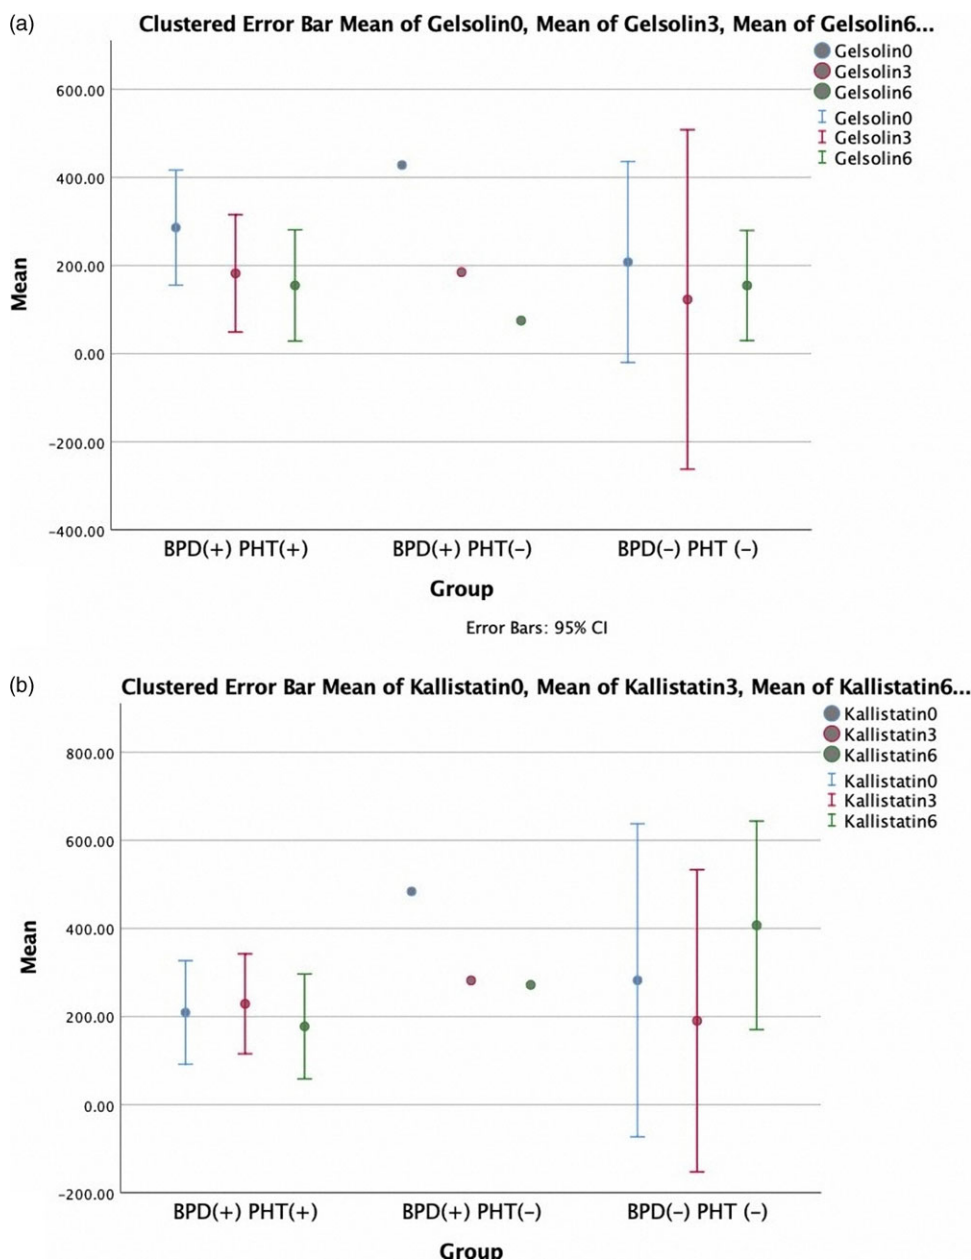 (a)
Clustered Error Bar Mean of Gelsolin0, Mean of Gelsolin3, Mean of Gelsolin6...
Gelsolin0
Gelsolin3
Gelsolin6
Gelsolin0
Gelsolin3
Gelsolin6
600.00
400.00
200.00
0.00
−200.00
−400.00
Mean
BPD(+) PHT(+) BPD(+) PHT(−) BPD(−) PHT (−)
Group
Error Bars: 95% CI
(b)
Clustered Error Bar Mean of Kallistatin0, Mean of Kallistatin3, Mean of Kallistatin6...
Kallistatin0
Kallistatin3
Kallistatin6
Kallistatin0
Kallistatin3
Kallistatin6
800.00
600.00
400.00
200.00
0.00
−200.00
Mean
BPD(+) PHT(+) BPD(+) PHT(−) BPD(−) PHT (−)
Group